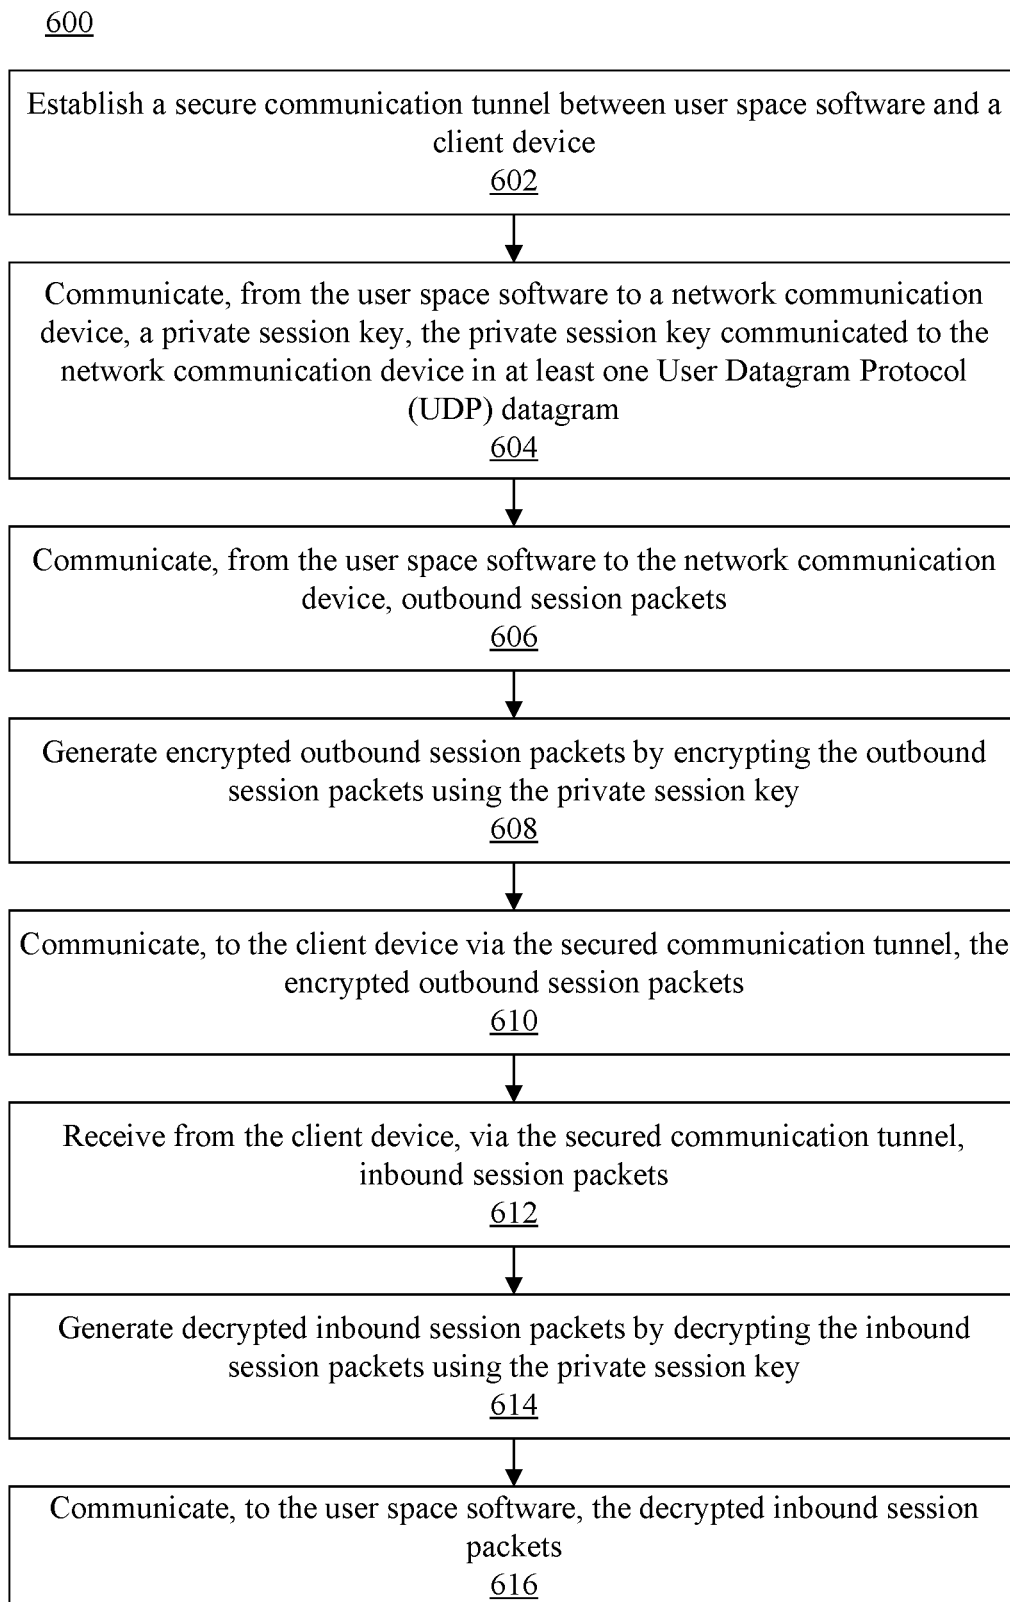 600
Establish a secure communication tunnel between user space software and a
client device
602
Communicate, from the user space software to a network communication
device, a private session key, the private session key communicated to the
network communication device in at least one User Datagram Protocol
(UDP) datagram
604
Communicate, from the user space software to the network communication
device, outbound session packets
606
Generate encrypted outbound session packets by encrypting the outbound
session packets using the private session key
608
Communicate, to the client device via the secured communication tunnel, the
encrypted outbound session packets
610
Receive from the client device, via the secured communication tunnel,
inbound session packets
612
Generate decrypted inbound session packets by decrypting the inbound
session packets using the private session key
614
Communicate, to the user space software, the decrypted inbound session
packets
616